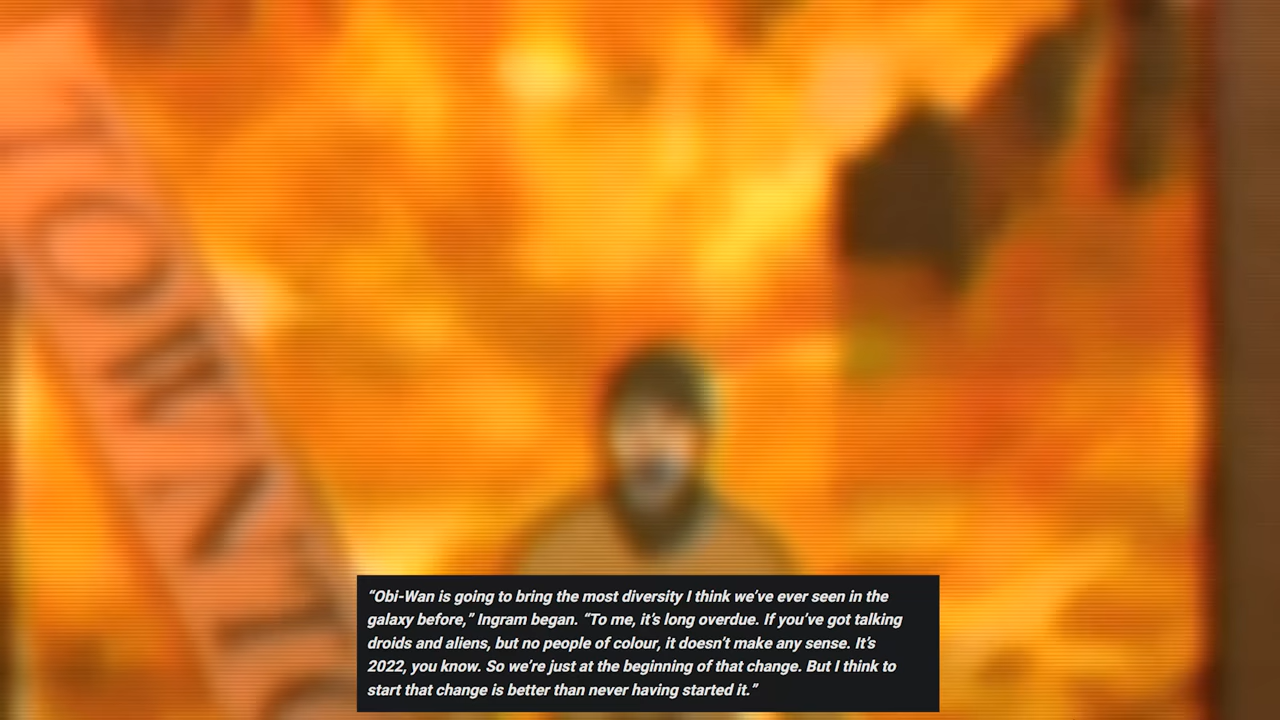 “Obi-Wan is going to bring the most diversity I think we’ve ever seen in the
galaxy before,” Ingram began. “To me, it’s long overdue. If you’ve got talking
droids and aliens, but no people of colour, it doesn’t make any sense. It’s
2022, you know. So we’re just at the beginning of that change. But I think to
start that change is better than never having started it.”